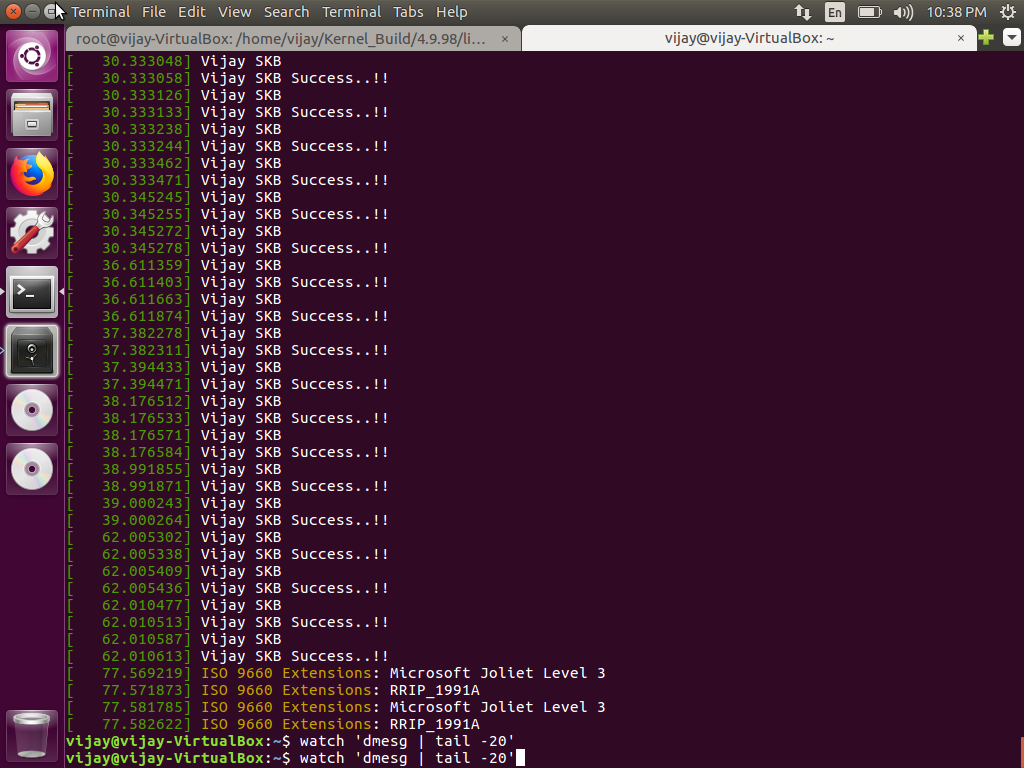 Terminal File Edit View Search Terminal Tabs Help En 10:38 PM
root@vijay-VirtualBox: /home/vijay/Kernel_Build/4.9.98/li... × vijay@vijay-VirtualBox: ~ ×
[   30.333048] Vijay SKB
[   30.333058] Vijay SKB Success..!!
[   30.333126] Vijay SKB
[   30.333133] Vijay SKB Success..!!
[   30.333238] Vijay SKB
[   30.333244] Vijay SKB Success..!!
[   30.333462] Vijay SKB
[   30.333471] Vijay SKB Success..!!
[   30.345245] Vijay SKB
[   30.345255] Vijay SKB Success..!!
[   30.345272] Vijay SKB
[   30.345278] Vijay SKB Success..!!
[   36.611359] Vijay SKB
[   36.611403] Vijay SKB Success..!!
[   36.611663] Vijay SKB
[   36.611874] Vijay SKB Success..!!
[   37.382278] Vijay SKB
[   37.382311] Vijay SKB Success..!!
[   37.394433] Vijay SKB
[   37.394471] Vijay SKB Success..!!
[   38.176512] Vijay SKB
[   38.176533] Vijay SKB Success..!!
[   38.176571] Vijay SKB
[   38.176584] Vijay SKB Success..!!
[   38.991855] Vijay SKB
[   38.991871] Vijay SKB Success..!!
[   39.000243] Vijay SKB
[   39.000264] Vijay SKB Success..!!
[   62.005302] Vijay SKB
[   62.005338] Vijay SKB Success..!!
[   62.005409] Vijay SKB
[   62.005436] Vijay SKB Success..!!
[   62.010477] Vijay SKB
[   62.010513] Vijay SKB Success..!!
[   62.010587] Vijay SKB
[   62.010613] Vijay SKB Success..!!
[   77.569219] ISO 9660 Extensions: Microsoft Joliet Level 3
[   77.571873] ISO 9660 Extensions: RRIP_1991A
[   77.581785] ISO 9660 Extensions: Microsoft Joliet Level 3
[   77.582622] ISO 9660 Extensions: RRIP_1991A
vijay@vijay-VirtualBox:~$ watch 'dmesg | tail -20'
vijay@vijay-VirtualBox:~$ watch 'dmesg | tail -20'